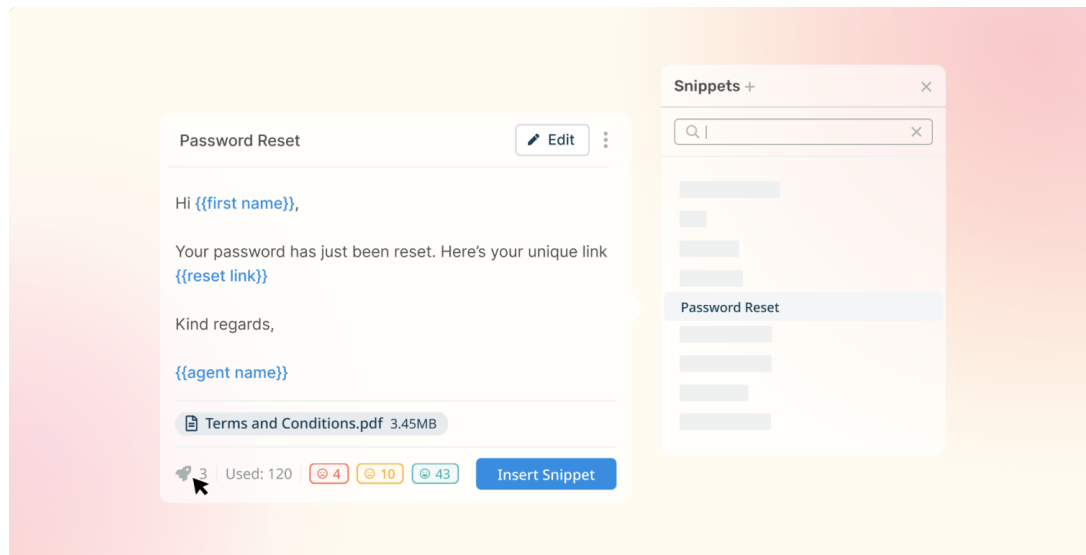 Password Reset
Edit
Hi {{first name}},
Your password has just been reset. Here’s your unique link
{{reset link}}
Kind regards,
{{agent name}}
Terms and Conditions.pdf 3.45MB
3 Used: 120 4 10 43 Insert Snippet
Snippets +
Password Reset